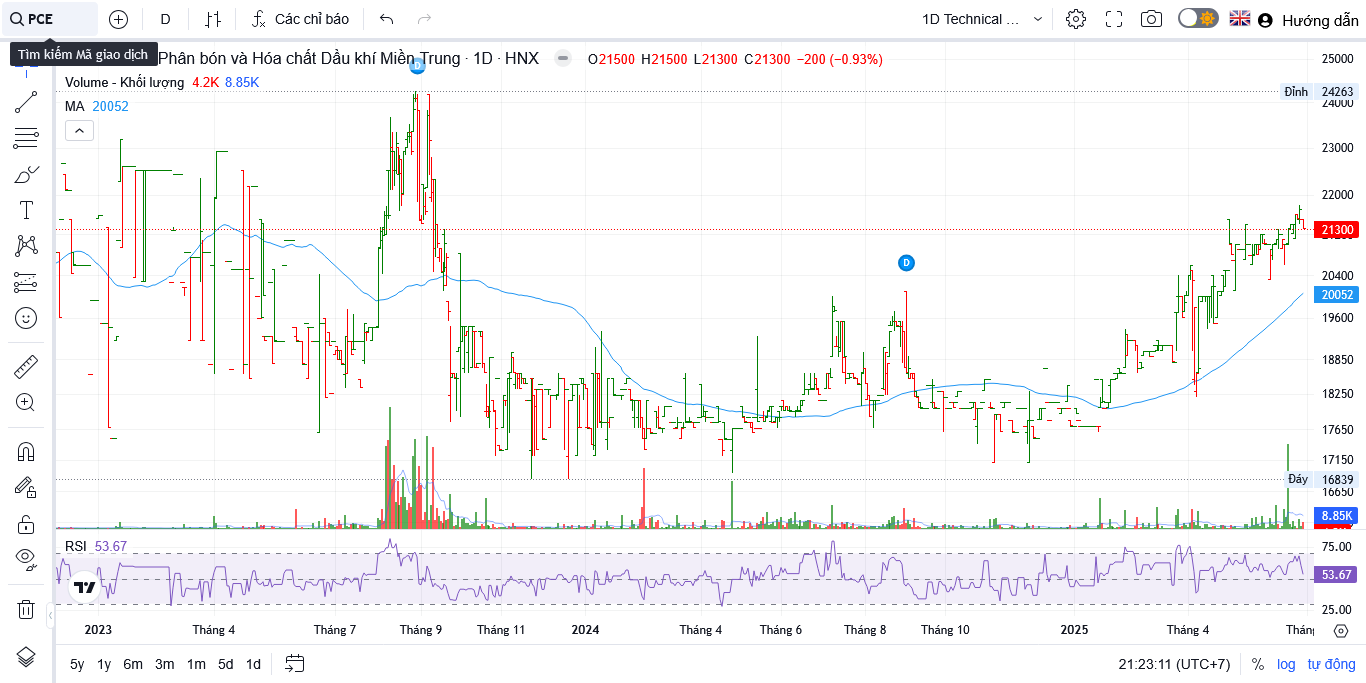 PCE
D
Các chỉ báo
1D Technical ...
Hướng dẫn
Tìm kiếm Mã giao dịch
Phân bón và Hóa chất Dầu khí Miền Trung · 1D · HNX
O21500 H21500 L21300 C21300 −200 (−0.93%)
Volume - Khối lượng 4.2K 8.85K
MA 20052
D
D
25000
Đỉnh 24263
24000
23000
22000
21300
20400
20052
19600
18850
18250
17650
17150
Đáy 16839
16650
8.85K
RSI 53.67
75.00
53.67
25.00
2023 Tháng 4 Tháng 7 Tháng 9 Tháng 11 2024 Tháng 4 Tháng 6 Tháng 8 Tháng 10 2025 Tháng 4 Thán
5y 1y 6m 3m 1m 5d 1d
21:23:11 (UTC+7) % log tự động